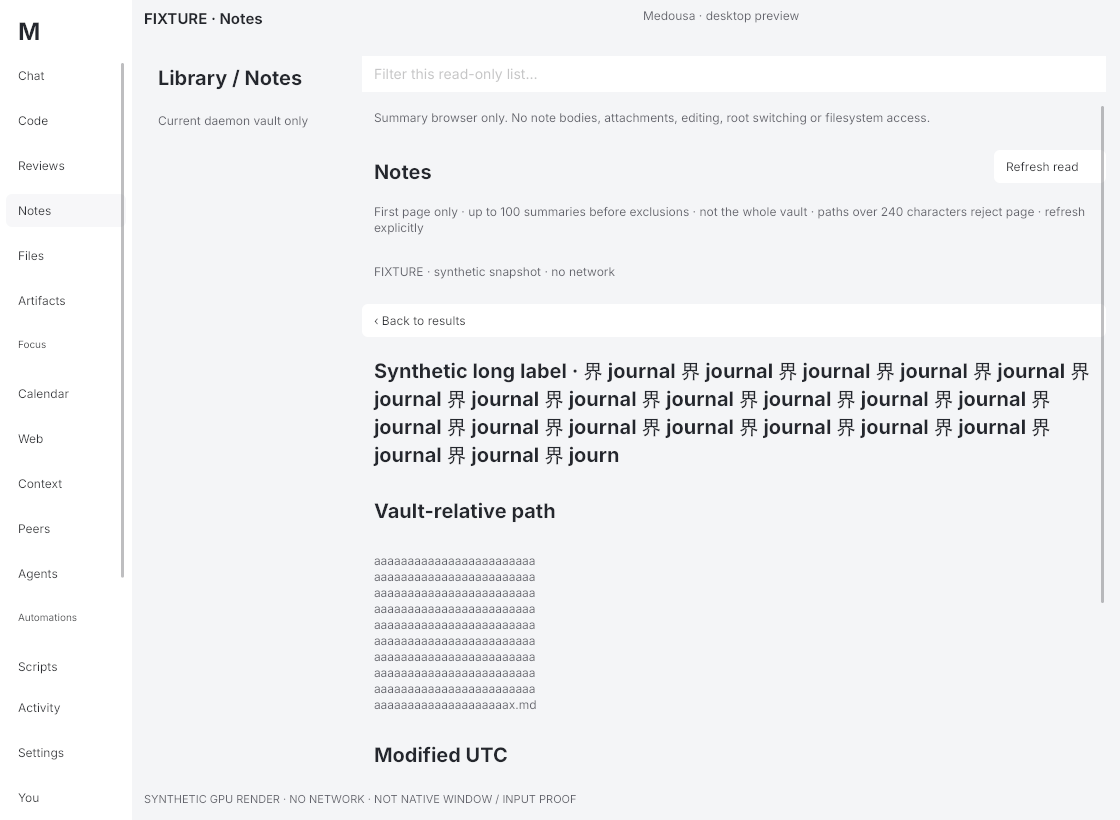 M
Chat
Code
Reviews
Notes
Files
Artifacts
Focus
Calendar
Web
Context
Peers
Agents
Automations
Scripts
Activity
Settings
You
FIXTURE · Notes
Medousa · desktop preview
Library / Notes
Current daemon vault only
Filter this read-only list...
Summary browser only. No note bodies, attachments, editing, root switching or filesystem access.
Notes
Refresh read
First page only · up to 100 summaries before exclusions · not the whole vault · paths over 240 characters reject page · refresh
explicitly
FIXTURE · synthetic snapshot · no network
‹ Back to results
Synthetic long label · 界 journal 界 journal 界 journal 界 journal 界 journal 界
journal 界 journal 界 journal 界 journal 界 journal 界 journal 界 journal 界
journal 界 journal 界 journal 界 journal 界 journal 界 journal 界 journal 界
journal 界 journal 界 journ
Vault-relative path
aaaaaaaaaaaaaaaaaaaaaaaa
aaaaaaaaaaaaaaaaaaaaaaaa
aaaaaaaaaaaaaaaaaaaaaaaa
aaaaaaaaaaaaaaaaaaaaaaaa
aaaaaaaaaaaaaaaaaaaaaaaa
aaaaaaaaaaaaaaaaaaaaaaaa
aaaaaaaaaaaaaaaaaaaaaaaa
aaaaaaaaaaaaaaaaaaaaaaaa
aaaaaaaaaaaaaaaaaaaaaaaa
aaaaaaaaaaaaaaaaaaaax.md
Modified UTC
SYNTHETIC GPU RENDER · NO NETWORK · NOT NATIVE WINDOW / INPUT PROOF